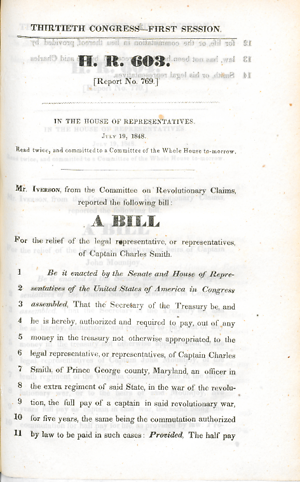 THIRTIETH CONGRESS—FIRST SESSION.
H. R. 603.
[Report No. 769.]
IN THE HOUSE OF REPRESENTATIVES.
July 19, 1848.
Read twice, and committed to a Committee of the Whole House to-morrow.
Mr. Iverson, from the Committee on Revolutionary Claims,
reported the following bill:
A BILL
For the relief of the legal representative, or representatives,
of Captain Charles Smith.
1 Be it enacted by the Senate and House of Repre-
2 sentatives of the United States of America in Congress
3 assembled, That the Secretary of the Treasury be, and
4 he is hereby, authorized and required to pay, out of any
5 money in the treasury not otherwise appropriated, to the
6 legal representative, or representatives, of Captain Charles
7 Smith, of Prince George county, Maryland, an officer in
8 the extra regiment of said State, in the war of the revolu-
9 tion, the full pay of a captain in said revolutionary war,
10 for five years, the same being the commutation authorized
11 by law to be paid in such cases: Provided, The half pay